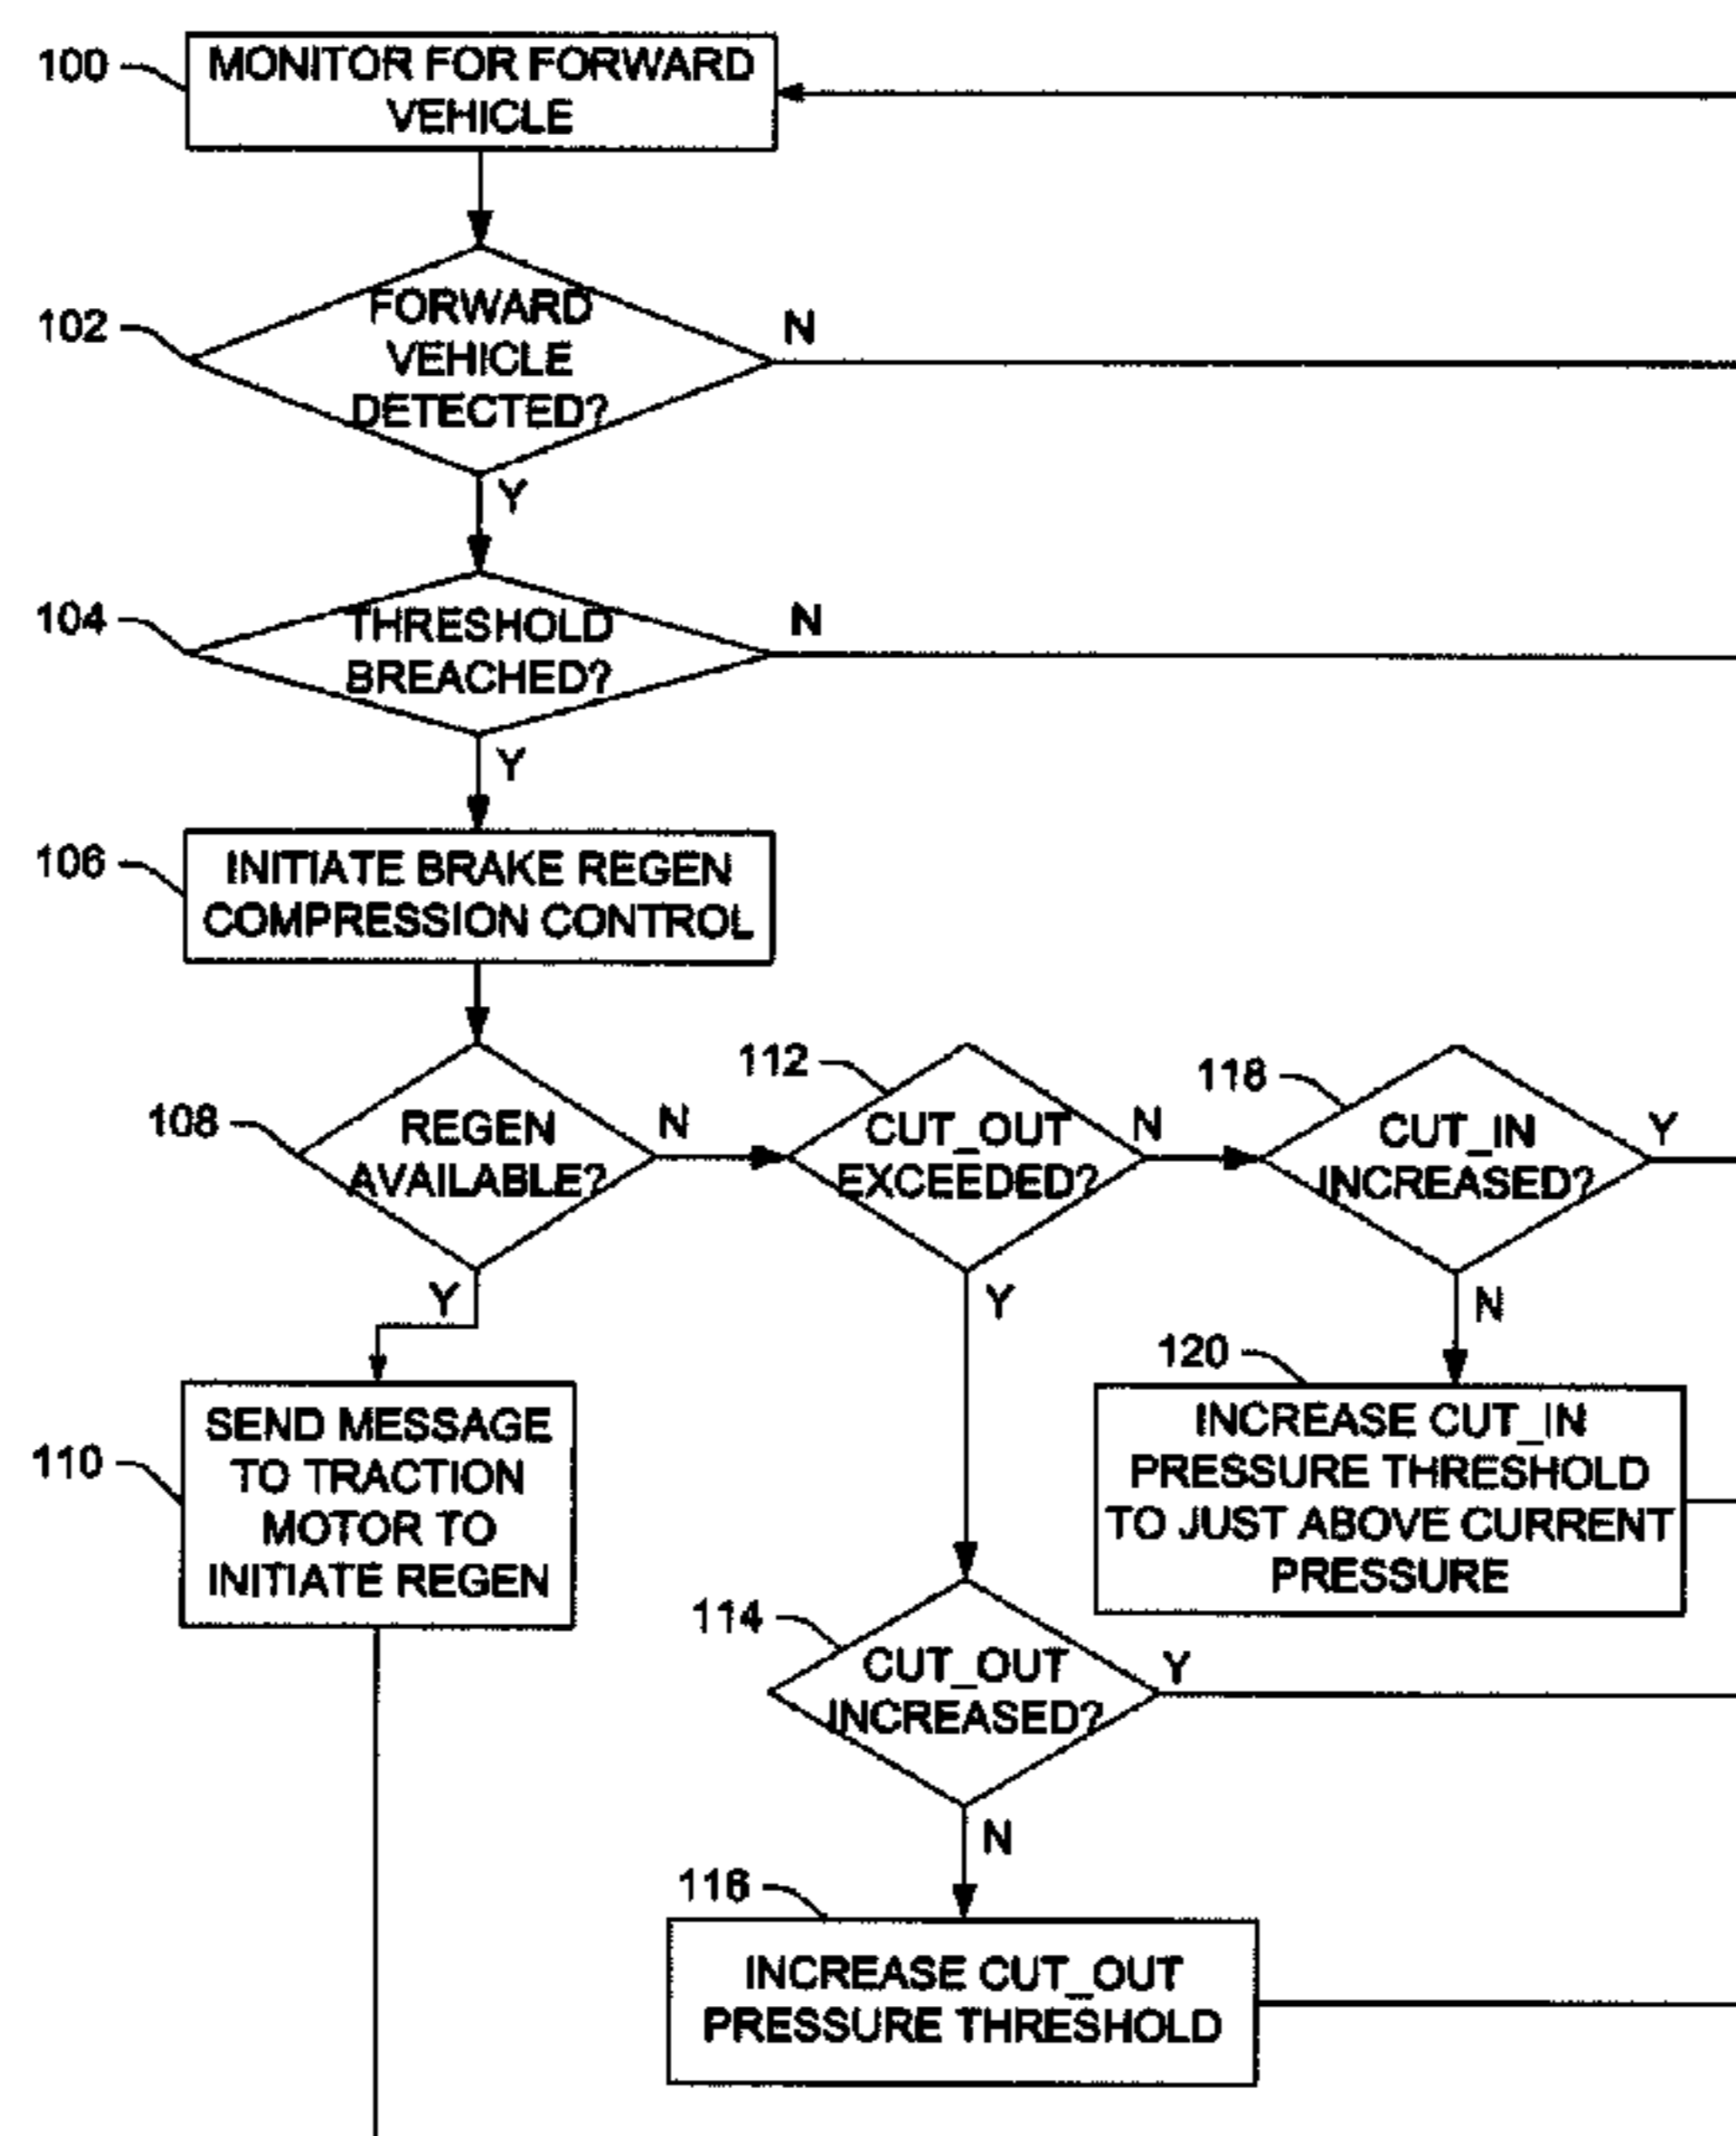 100
MONITOR FOR FORWARD
VEHICLE
102
FORWARD
VEHICLE
DETECTED?
N
Y
104
THRESHOLD
BREACHED?
N
Y
106
INITIATE BRAKE REGEN
COMPRESSION CONTROL
108
REGEN
AVAILABLE?
N
Y
112
CUT_OUT
EXCEEDED?
N
Y
118
CUT_IN
INCREASED?
Y
N
110
SEND MESSAGE
TO TRACTION
MOTOR TO
INITIATE REGEN
120
INCREASE CUT_IN
PRESSURE THRESHOLD
TO JUST ABOVE CURRENT
PRESSURE
114
CUT_OUT
INCREASED?
Y
N
116
INCREASE CUT_OUT
PRESSURE THRESHOLD